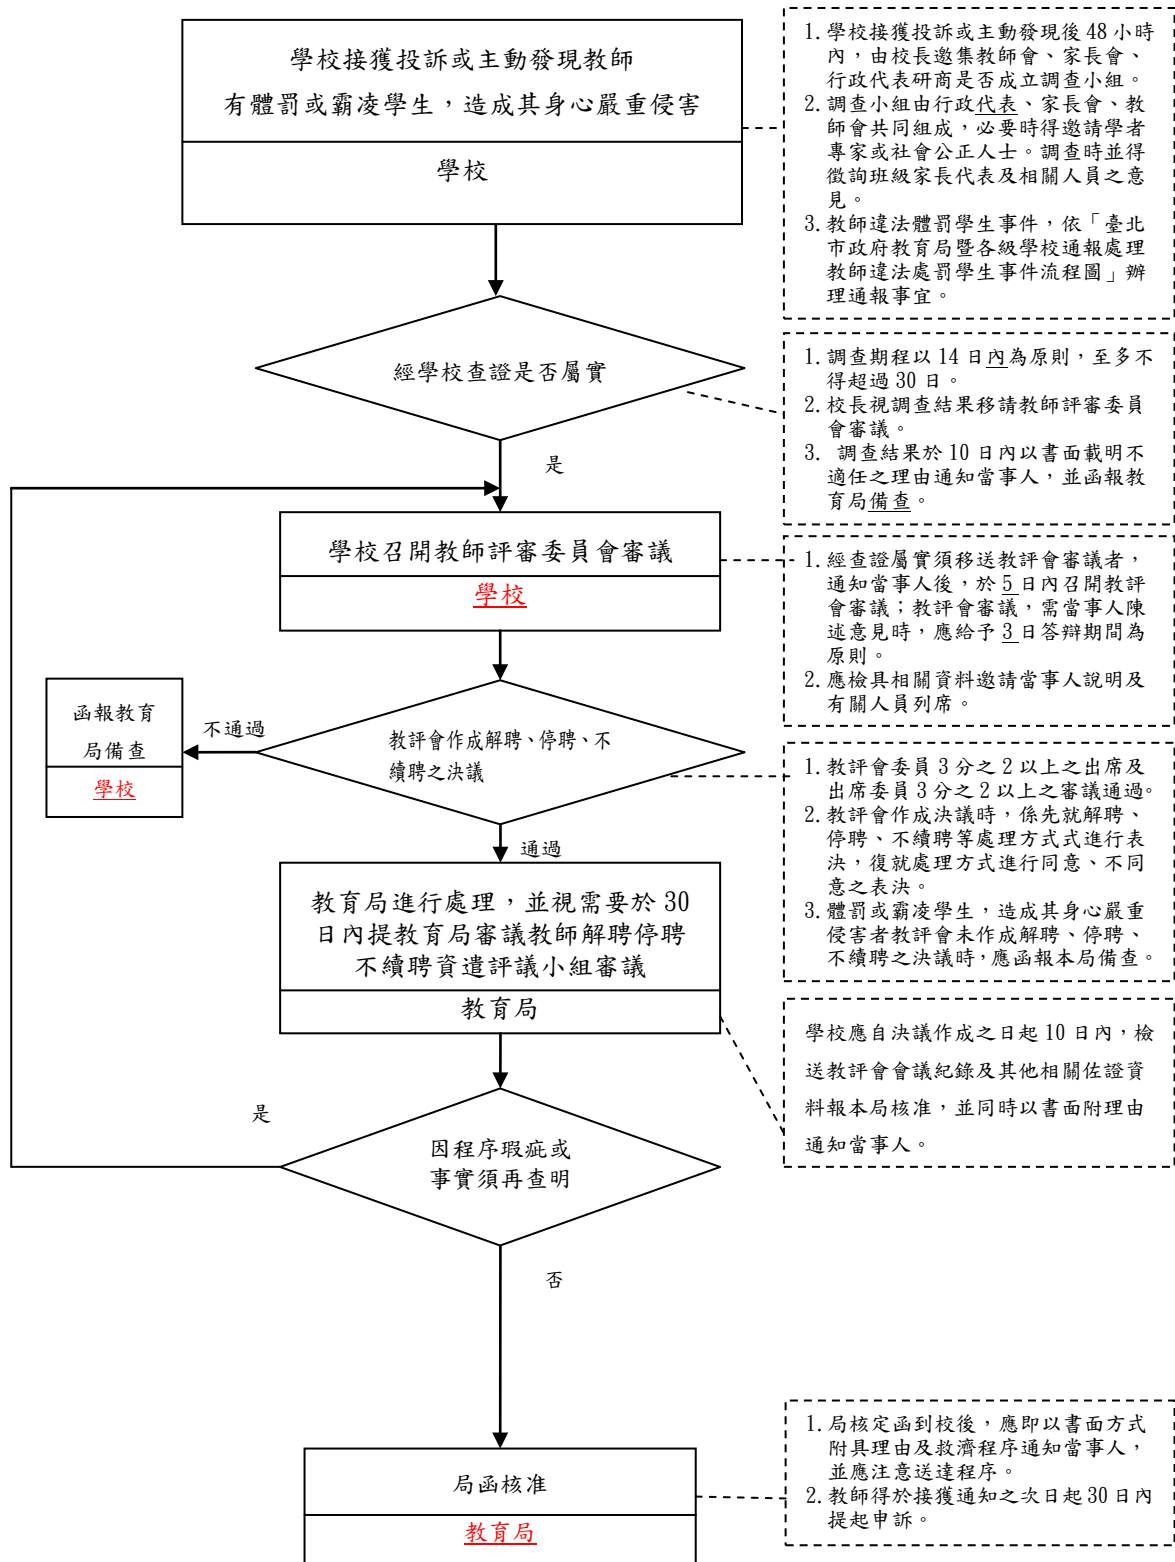 學校接獲投訴或主動發現教師
有體罰或霸凌學生，造成其身心嚴重侵害
學校
1. 學校接獲投訴或主動發現後 48 小時
內，由校長邀集教師會、家長會、
行政代表研商是否成立調查小組。
2. 調查小組由行政代表、家長會、教
師會共同組成，必要時得邀請學者
專家或社會公正人士。調查時並得
徵詢班級家長代表及相關人員之意
見。
3. 教師違法體罰學生事件，依「臺北
市政府教育局暨各級學校通報處理
教師違法處罰學生事件流程圖」辦
理通報事宜。
經學校查證是否屬實
1. 調查期程以 14 日內為原則，至多不
得超過 30 日。
2. 校長視調查結果移請教師評審委員
會審議。
3. 調查結果於 10 日內以書面載明不
適任之理由通知當事人，並函報教
育局備查。
是
學校召開教師評審委員會審議
學校
1. 經查證屬實須移送教評會審議者，
通知當事人後，於 5 日內召開教評
會審議；教評會審議，需當事人陳
述意見時，應給予 3 日答辯期間為
原則。
2. 應檢具相關資料邀請當事人說明及
有關人員列席。
函報教育
局備查
學校
不通過
教評會作成解聘、停聘、不
續聘之決議
1. 教評會委員 3 分之 2 以上之出席及
出席委員 3 分之 2 以上之審議通過。
2. 教評會作成決議時，係先就解聘、
停聘、不續聘等處理方式式進行表
決，復就處理方式進行同意、不同
意之表決。
3. 體罰或霸凌學生，造成其身心嚴重
侵害者教評會未作成解聘、停聘、
不續聘之決議時，應函報本局備查。
通過
教育局進行處理，並視需要於 30
日內提教育局審議教師解聘停聘
不續聘資遣評議小組審議
教育局
學校應自決議作成之日起 10 日內，檢
送教評會會議紀錄及其他相關佐證資
料報本局核准，並同時以書面附理由
通知當事人。
是
因程序瑕疵或
事實須再查明
否
局函核准
教育局
1. 局核定函到校後，應即以書面方式
附具理由及救濟程序通知當事人，
並應注意送達程序。
2. 教師得於接獲通知之次日起 30 日內
提起申訴。